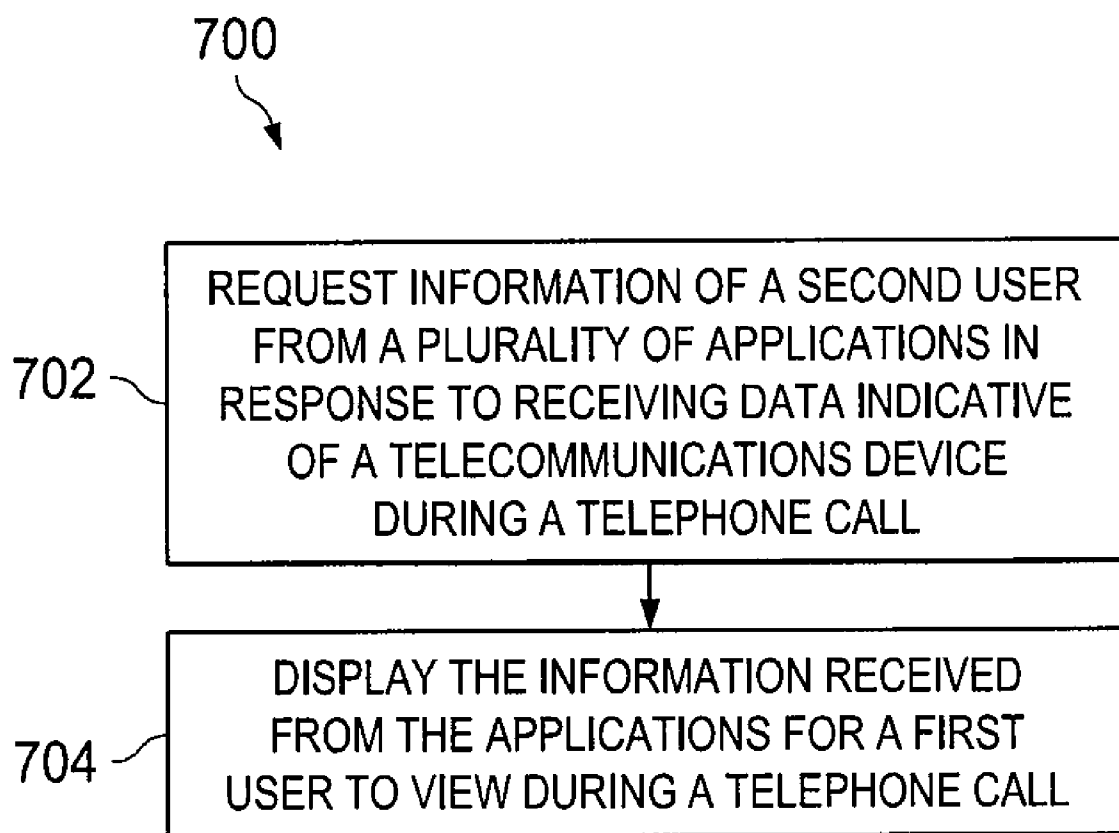 700
702
REQUEST INFORMATION OF A SECOND USER
FROM A PLURALITY OF APPLICATIONS IN
RESPONSE TO RECEIVING DATA INDICATIVE
OF A TELECOMMUNICATIONS DEVICE
DURING A TELEPHONE CALL
704
DISPLAY THE INFORMATION RECEIVED
FROM THE APPLICATIONS FOR A FIRST
USER TO VIEW DURING A TELEPHONE CALL